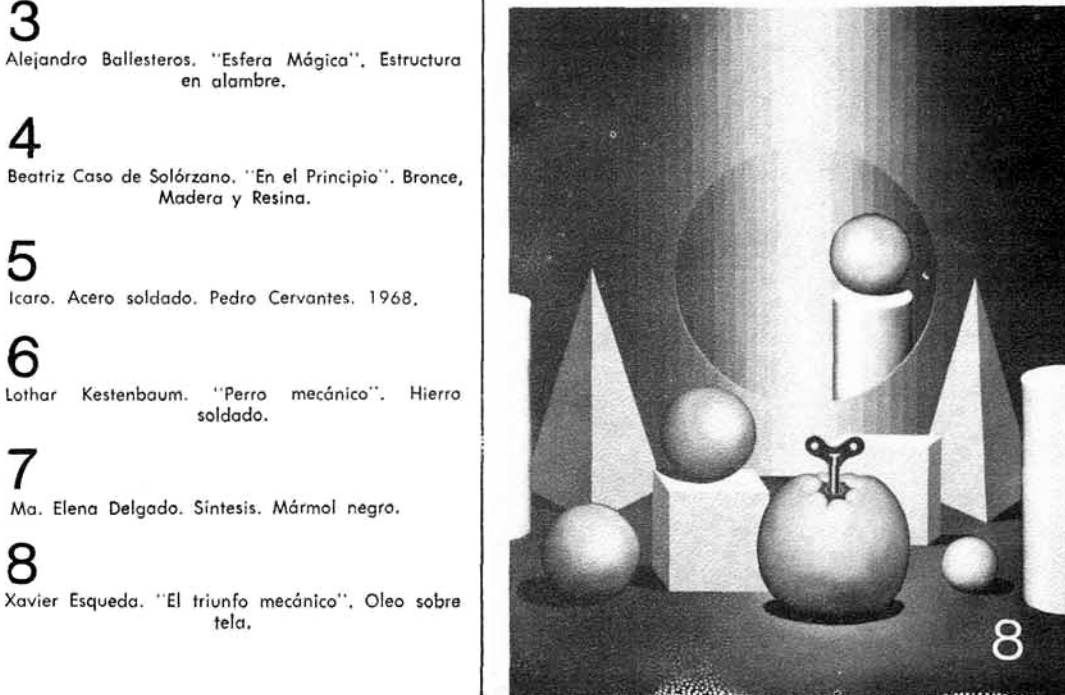 3
Alejandro Ballesteros. "Esfera Mágica", Estructura
en alambre.
4
Beatriz Caso de Solórzano. "En el Principio". Bronce,
Madera y Resina.
5
Icaro. Acero soldado. Pedro Cervantes. 1968,
6
Lothar Kestenbaum. "Perro mecánico". Hierro
soldado.
7
Ma. Elena Delgado. Síntesis. Mármol negro.
8
Xavier Esqueda. "El triunfo mecánico", Oleo sobre
tela.
8